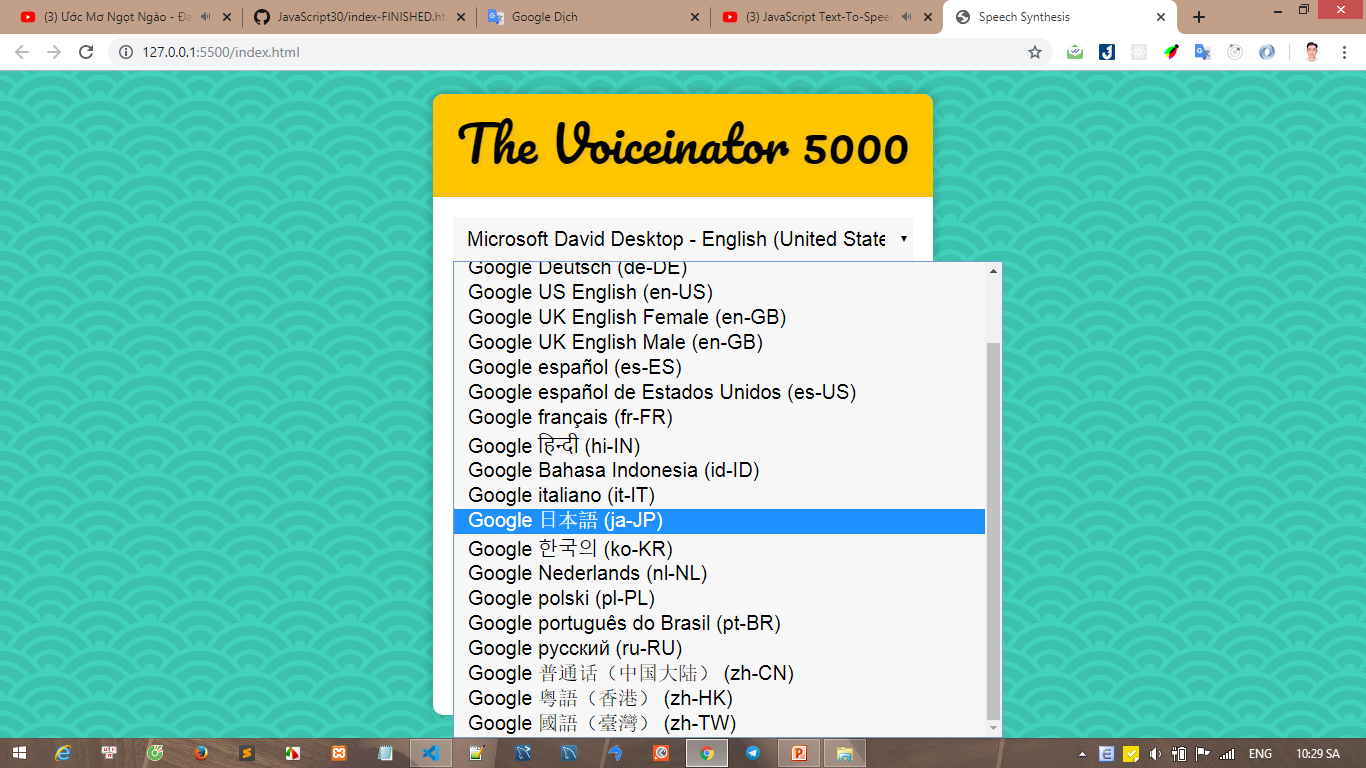 (3) Ước Mơ Ngọt Ngào - Đa
JavaScript30/index-FINISHED.ht
Google Dịch
(3) JavaScript Text-To-Spee
Speech Synthesis
127.0.0.1:5500/index.html
The Voiceinator 5000
Microsoft David Desktop - English (United State
Google Deutsch (de-DE)
Google US English (en-US)
Google UK English Female (en-GB)
Google UK English Male (en-GB)
Google español (es-ES)
Google español de Estados Unidos (es-US)
Google français (fr-FR)
Google हिन्दी (hi-IN)
Google Bahasa Indonesia (id-ID)
Google italiano (it-IT)
Google 日本語 (ja-JP)
Google 한국의 (ko-KR)
Google Nederlands (nl-NL)
Google polski (pl-PL)
Google português do Brasil (pt-BR)
Google русский (ru-RU)
Google 普通话（中国大陆） (zh-CN)
Google 粤語（香港） (zh-HK)
Google 國語（臺灣） (zh-TW)
ENG
10:29 SA